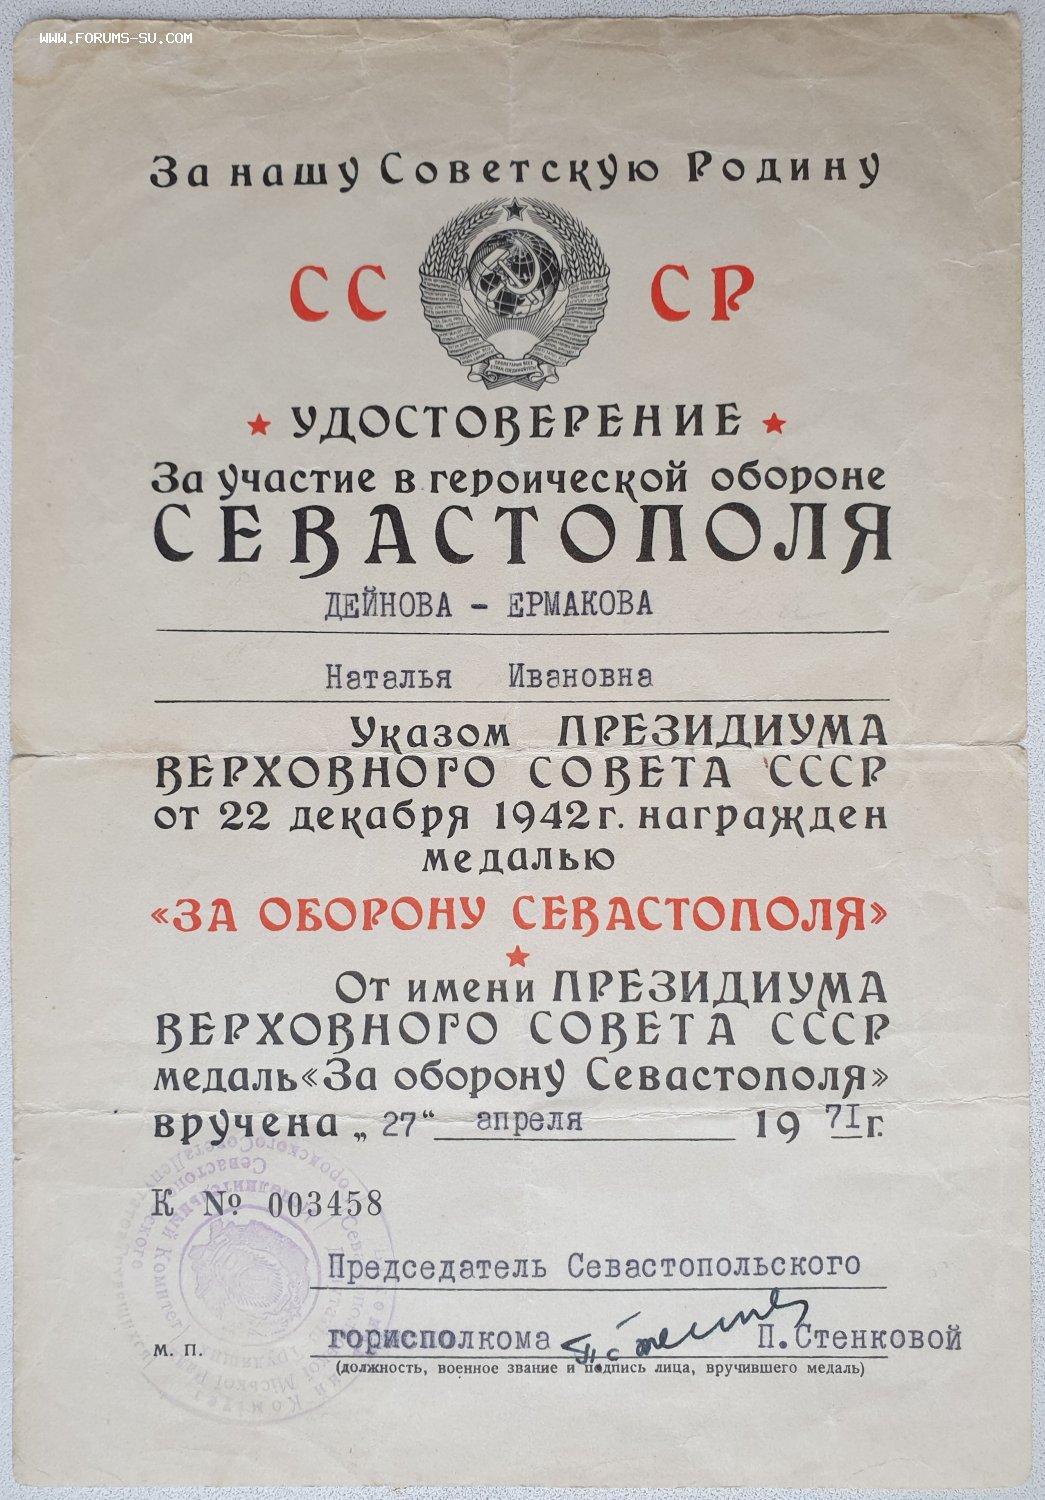 WWW.FORUMS-SU.COM
За нашу Советскую Родину
СС СР
УДОСТОВЕРЕНИЕ
За участие в героической обороне
СЕВАСТОПОЛЯ
ДЕЙНОВА - ЕРМАКОВА
Наталья Ивановна
Указом ПРЕЗИДИУМА
ВЕРХОВНОГО СОВЕТА СССР
от 22 декабря 1942 г. награжден
медалью
«ЗА ОБОРОНУ СЕВАСТОПОЛЯ»
От имени ПРЕЗИДИУМА
ВЕРХОВНОГО СОВЕТА СССР
медаль «За оборону Севастополя»
вручена „ 27 “ апреля 19 7I г.
К № 003458
Председатель Севастопольского
горисполкома П.Стенковой
м. п.
(должность, военное звание и подпись лица, вручившего медаль)